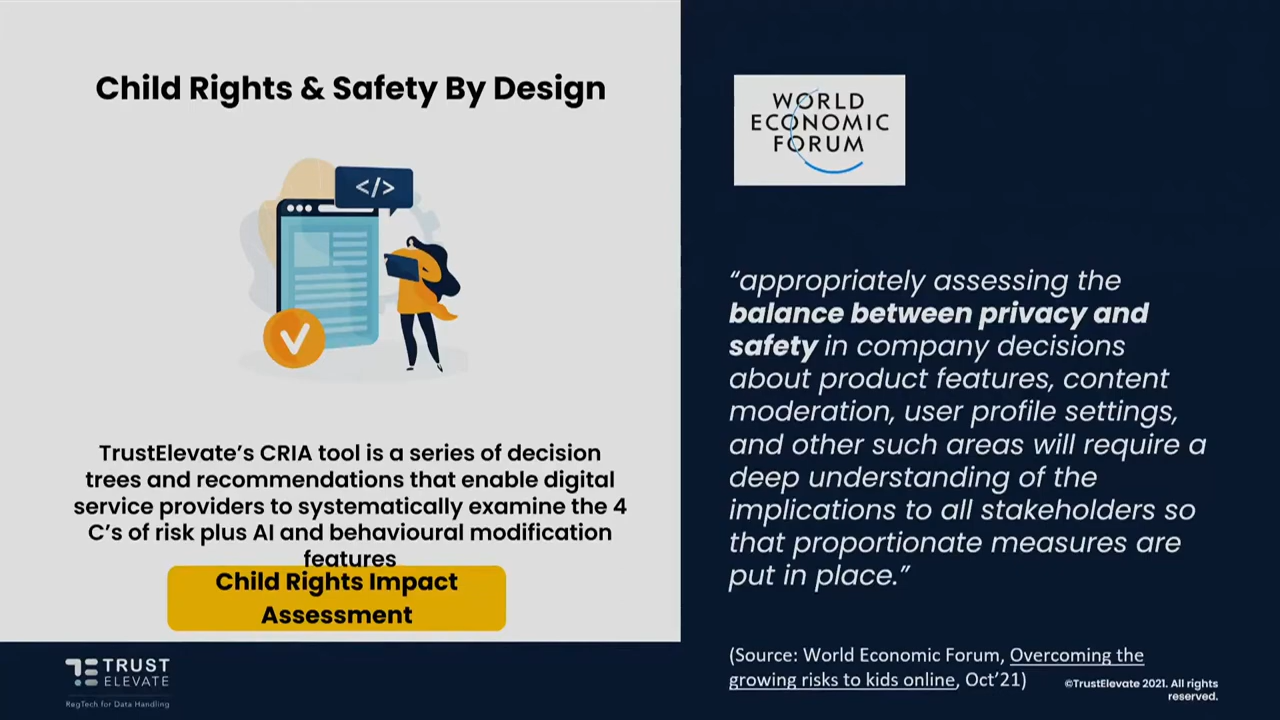 Child Rights & Safety By Design
</>
TrustElevate’s CRIA tool is a series of decision
trees and recommendations that enable digital
service providers to systematically examine the 4
C’s of risk plus AI and behavioural modification
features
Child Rights Impact
Assessment
TRUST
ELEVATE
RegTech for Data Handling
WORLD
ECONOMIC
FORUM
“appropriately assessing the
balance between privacy and
safety in company decisions
about product features, content
moderation, user profile settings,
and other such areas will require a
deep understanding of the
implications to all stakeholders so
that proportionate measures are
put in place.”
(Source: World Economic Forum, Overcoming the
growing risks to kids online, Oct’21)
©TrustElevate 2021. All rights
reserved.